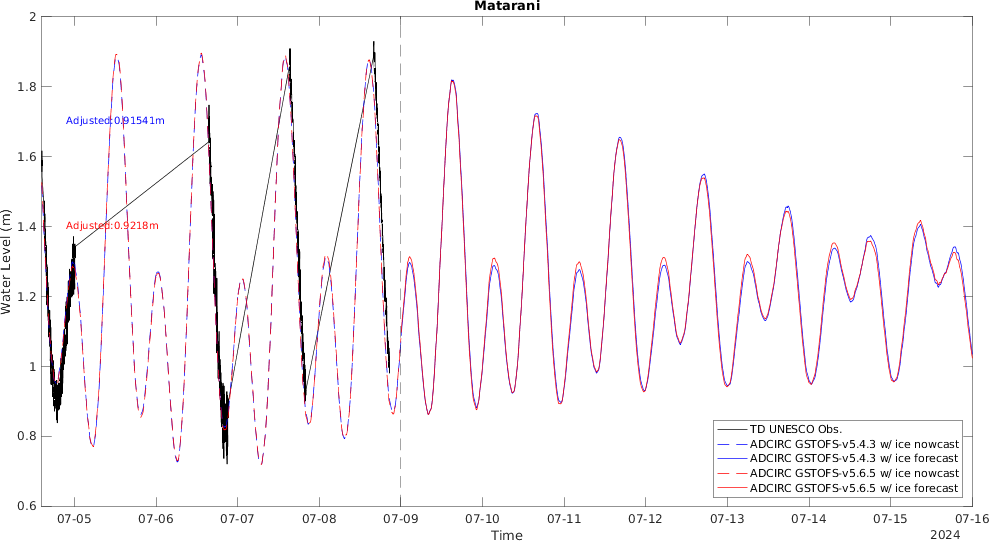 Matarani
2
1.8
1.6
1.4
1.2
1
0.8
0.6
Water Level (m)
Adjusted:0.91541m
Adjusted:0.9218m
TD UNESCO Obs.
ADCIRC GSTOFS-v5.4.3 w/ ice nowcast
ADCIRC GSTOFS-v5.4.3 w/ ice forecast
ADCIRC GSTOFS-v5.6.5 w/ ice nowcast
ADCIRC GSTOFS-v5.6.5 w/ ice forecast
07-05 07-06 07-07 07-08 07-09 07-10 07-11 07-12 07-13 07-14 07-15 07-16
Time
2024